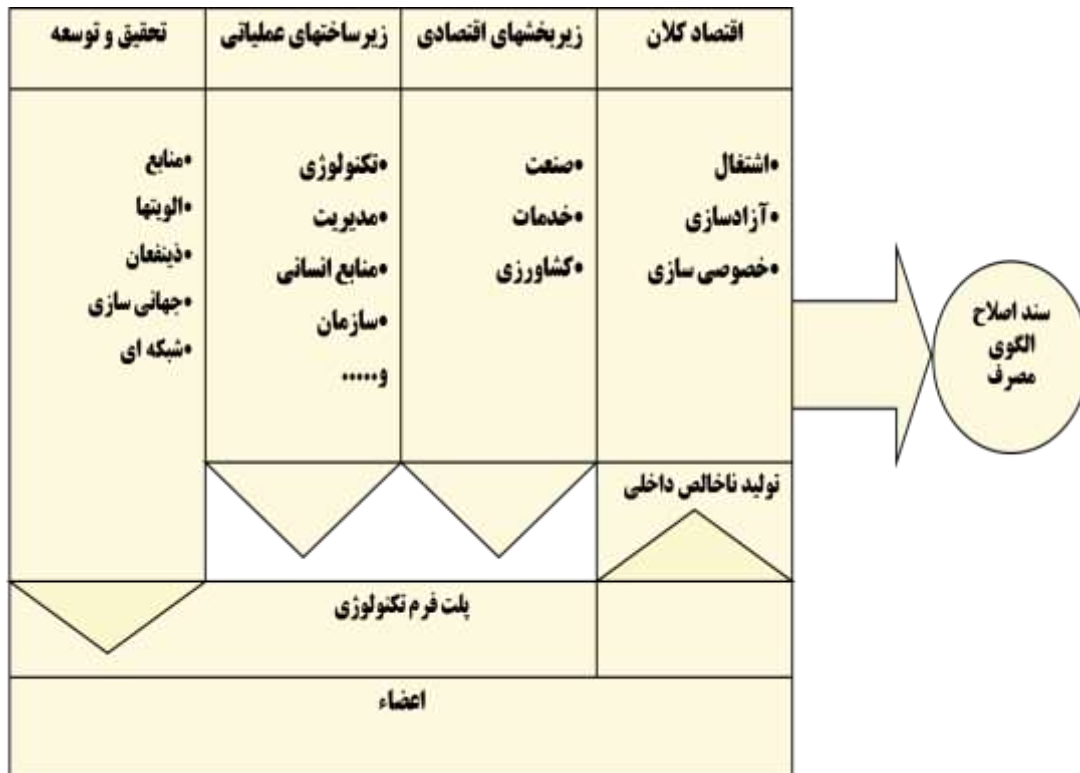 اقتصاد کلان
زیربخشهای اقتصادی
زیرساختهای عملیاتی
تحقیق و توسعه
•اشتغال
•آزادسازی
•خصوصی سازی
•صنعت
•خدمات
•کشاورزی
•تکنولوژی
•مدیریت
•منابع انسانی
•سازمان
و.....
•منابع
•الویتها
•ذینفعان
•جهانی سازی
•شبکه ای
سند اصلاح
الگوی
مصرف
تولید ناخالص داخلی
پلت فرم تکنولوژی
اعضاء